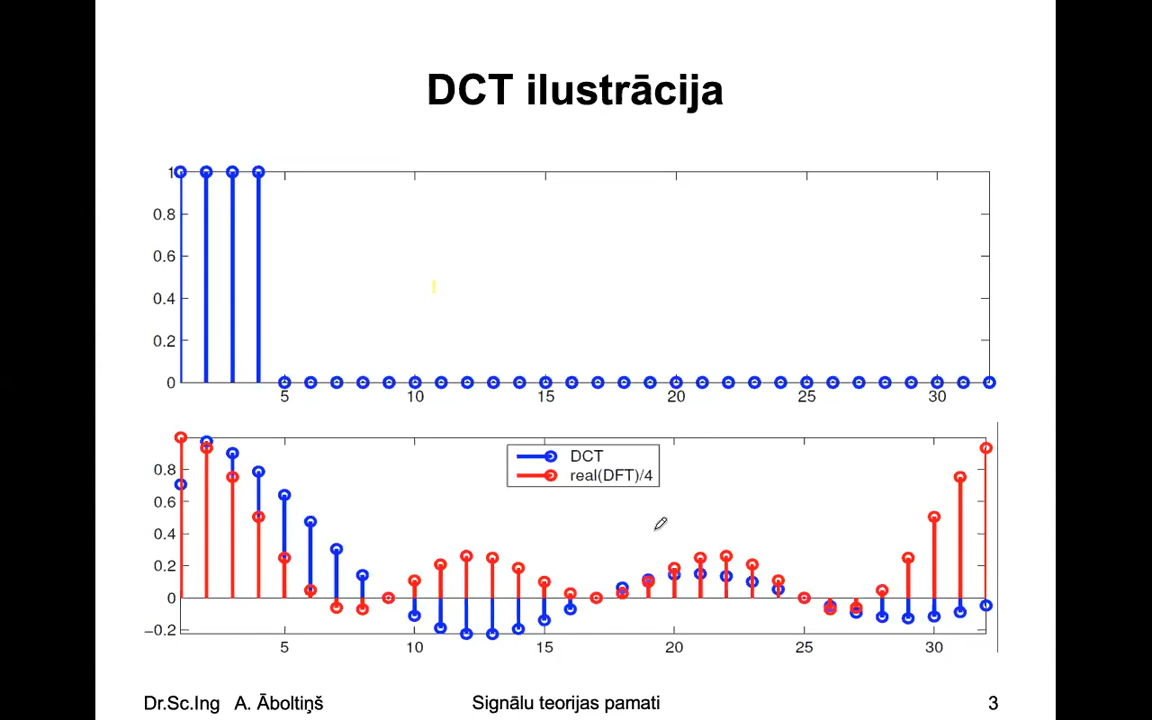 DCT ilustrācija
1
0.8
0.6
0.4
0.2
0
5 10 15 20 25 30
DCT
real(DFT)/4
0.8
0.6
0.4
0.2
0
−0.2
5 10 15 20 25 30
Dr.Sc.Ing A. Āboltiņš Signālu teorijas pamati 3